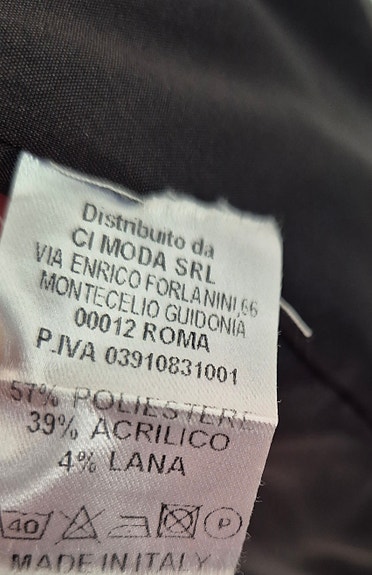 Distribuito da
CI MODA SRL
VIA ENRICO FORLANINI,66
MONTECELIO GUIDONIA
00012 ROMA
P.IVA 03910831001
57% POLIESTERE
39% ACRILICO
4% LANA
40 P
MADE IN ITALY